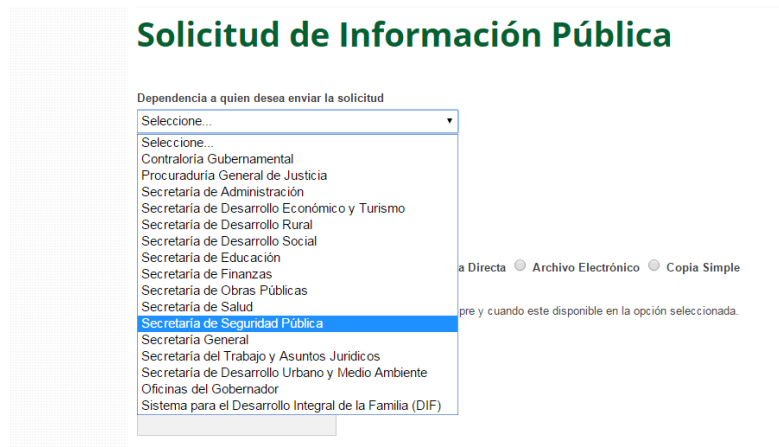 Solicitud de Información Pública
Dependencia a quien desea enviar la solicitud
Seleccione...
Seleccione...
Contraloría Gubernamental
Procuraduría General de Justicia
Secretaría de Administración
Secretaría de Desarrollo Económico y Turismo
Secretaría de Desarrollo Rural
Secretaría de Desarrollo Social
Secretaría de Educación
Secretaría de Finanzas
Secretaría de Obras Públicas
Secretaría de Salud
Secretaría de Seguridad Pública
Secretaría General
Secretaría del Trabajo y Asuntos Juridicos
Secretaría de Desarrollo Urbano y Medio Ambiente
Oficinas del Gobernador
Sistema para el Desarrollo Integral de la Familia (DIF)
a Directa Archivo Electrónico Copia Simple
pre y cuando este disponible en la opción seleccionada.